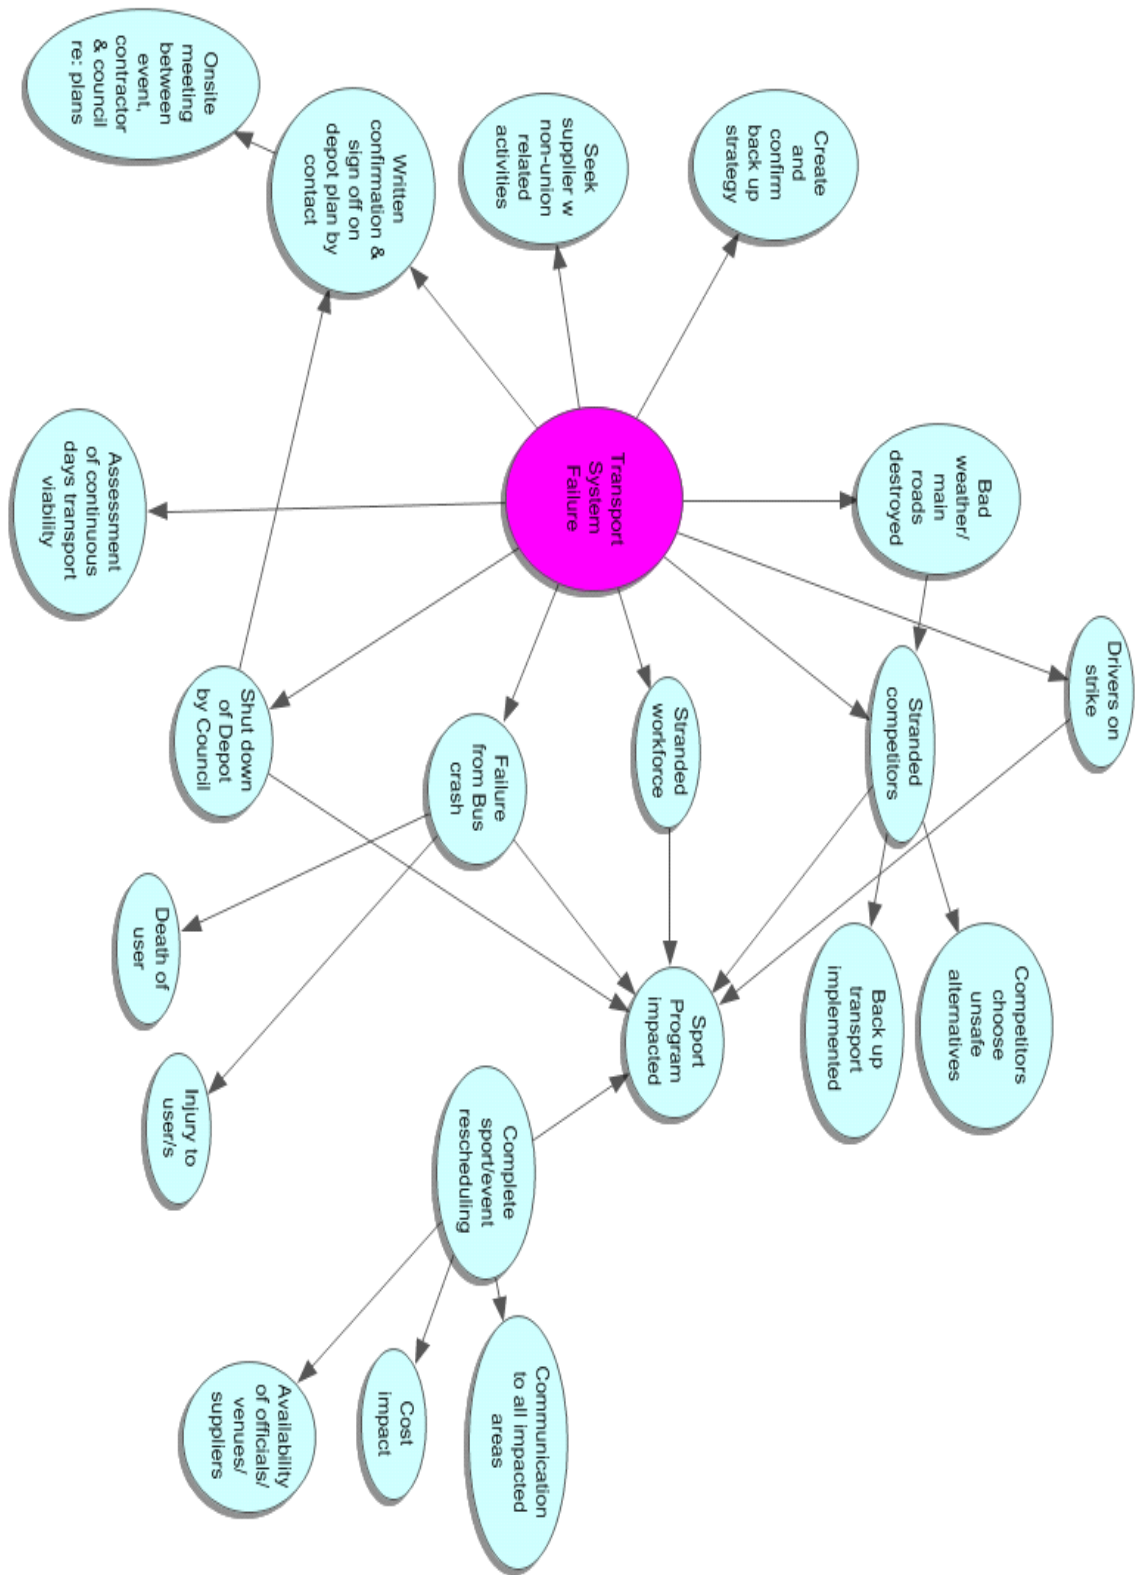 Onsite
meeting
between
event,
contractor
& council
re: plans
Written
confirmation &
sign off on
depot plan by
contact
Seek
supplier w
non-union
related
activities
Create
and
confirm
back up
strategy
Assessment
of continuous
days transport
viability
Transport
System
Failure
Bad
weather/
main
roads
destroyed
Shut down
of Depot
by Council
Failure
from Bus
crash
Stranded
workforce
Stranded
competitors
Drivers on
strike
Death of
user
Injury to
user/s
Sport
Program
impacted
Back up
transport
implemented
Competitors
choose
unsafe
alternatives
Complete
sport/event
rescheduling
Availability
of officials/
venues/
suppliers
Cost
impact
Communication
to all impacted
areas